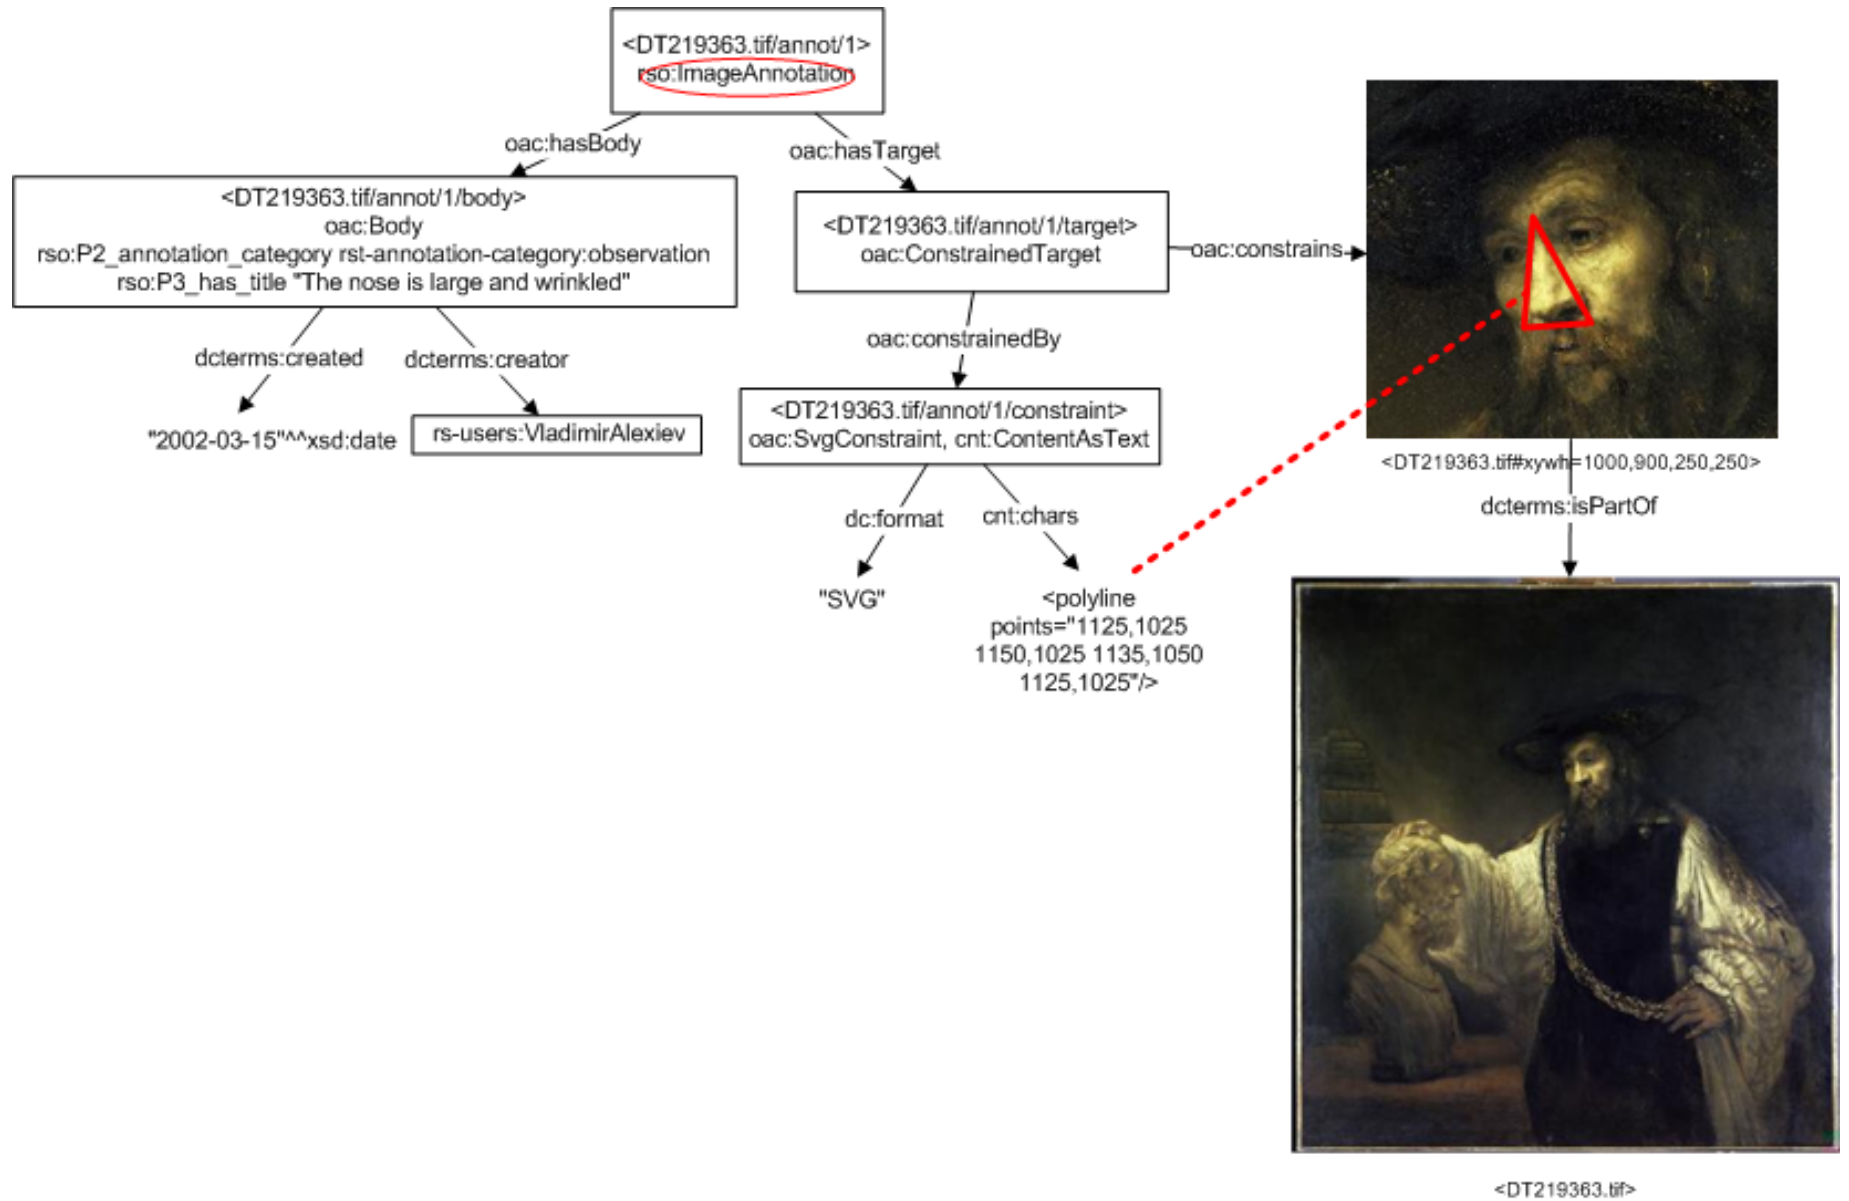 <DT219363.tif/annot/1>
rso:ImageAnnotation
oac:hasBody
oac:hasTarget
<DT219363.tif/annot/1/body>
oac:Body
rso:P2_annotation_category rst-annotation-category:observation
rso:P3_has_title "The nose is large and wrinkled"
<DT219363.tif/annot/1/target>
oac:ConstrainedTarget
oac:constrains
dcterms:created
dcterms:creator
"2002-03-15"^^xsd:date
rs-users:VladimirAlexiev
oac:constrainedBy
<DT219363.tif/annot/1/constraint>
oac:SvgConstraint, cnt:ContentAsText
dc:format
cnt:chars
"SVG"
<polyline
points="1125,1025
1150,1025 1135,1050
1125,1025"/>
<DT219363.tif#xywh=1000,900,250,250>
dcterms:isPartOf
<DT219363.tif>